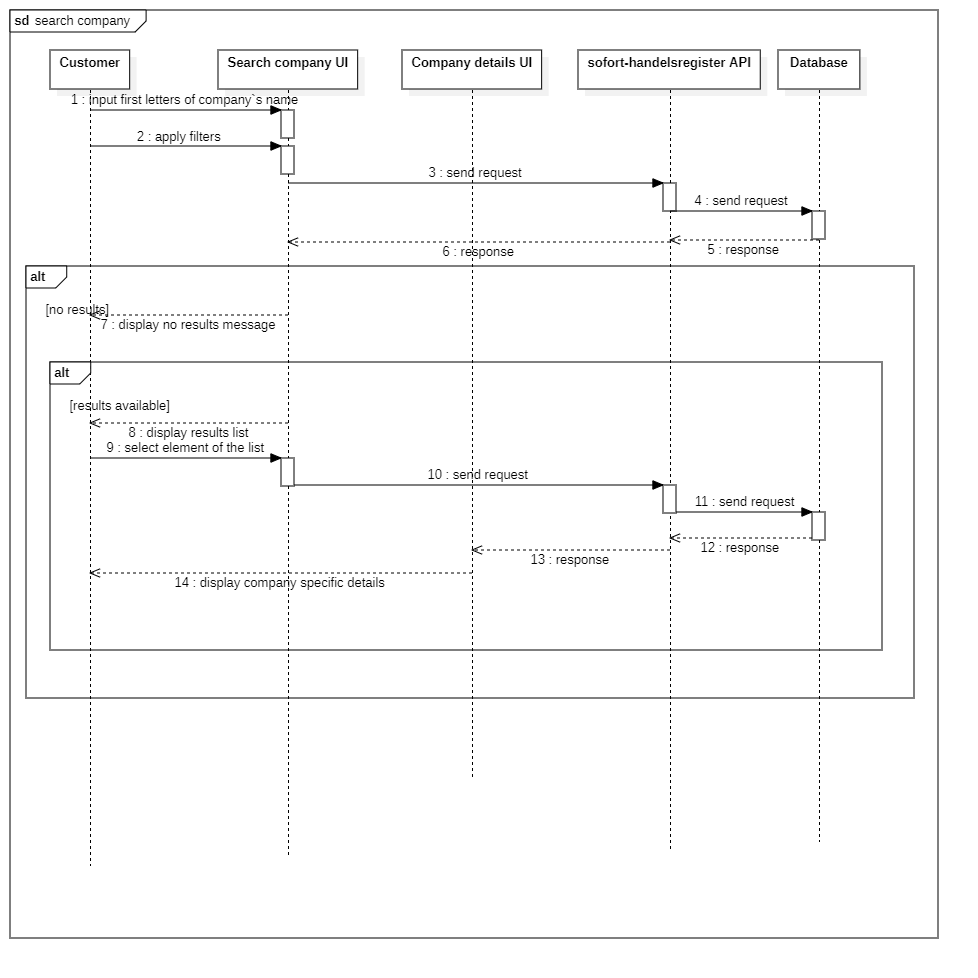 sd search company
Customer
Search company UI
Company details UI
sofort-handelsregister API
Database
1 : input first letters of company`s name
2 : apply filters
3 : send request
4 : send request
5 : response
6 : response
alt
[no results]
7 : display no results message
alt
[results available]
8 : display results list
9 : select element of the list
10 : send request
11 : send request
12 : response
13 : response
14 : display company specific details